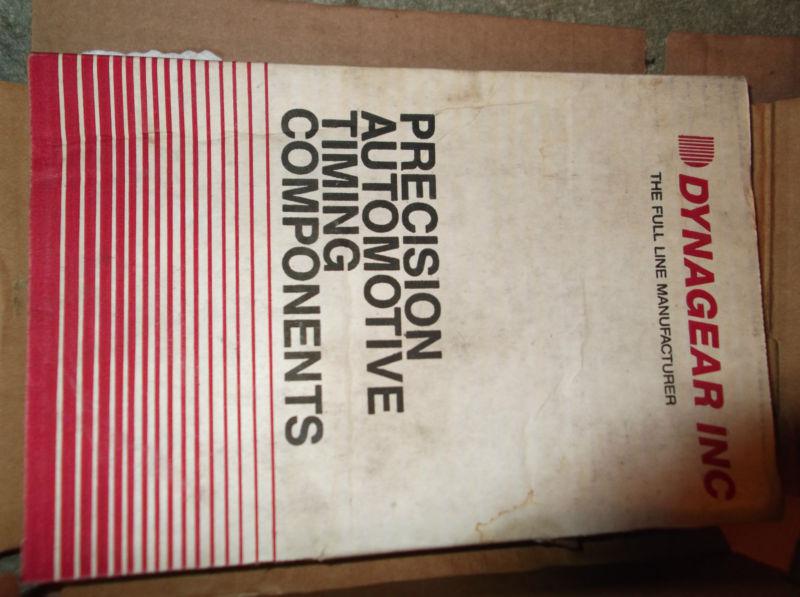 DYNAGEAR INC
THE FULL LINE MANUFACTURER
PRECISION
AUTOMOTIVE
TIMING
COMPONENTS